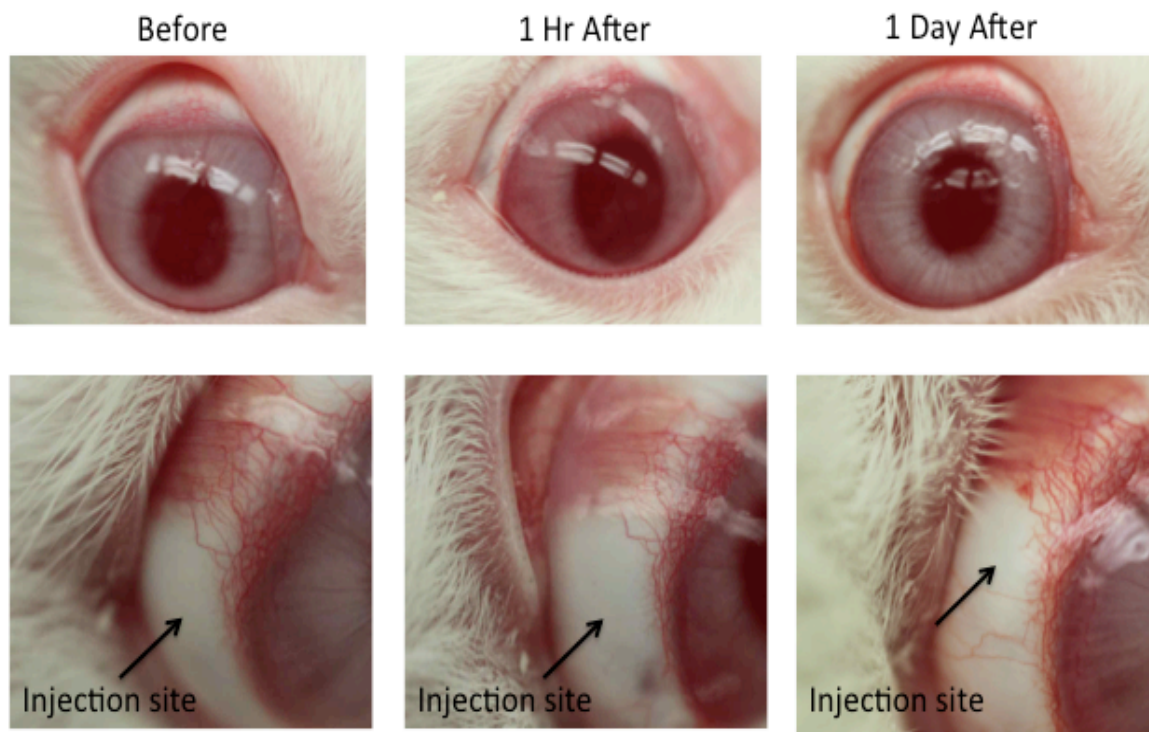 Before
1 Hr After
1 Day After
Injection site
Injection site
Injection site